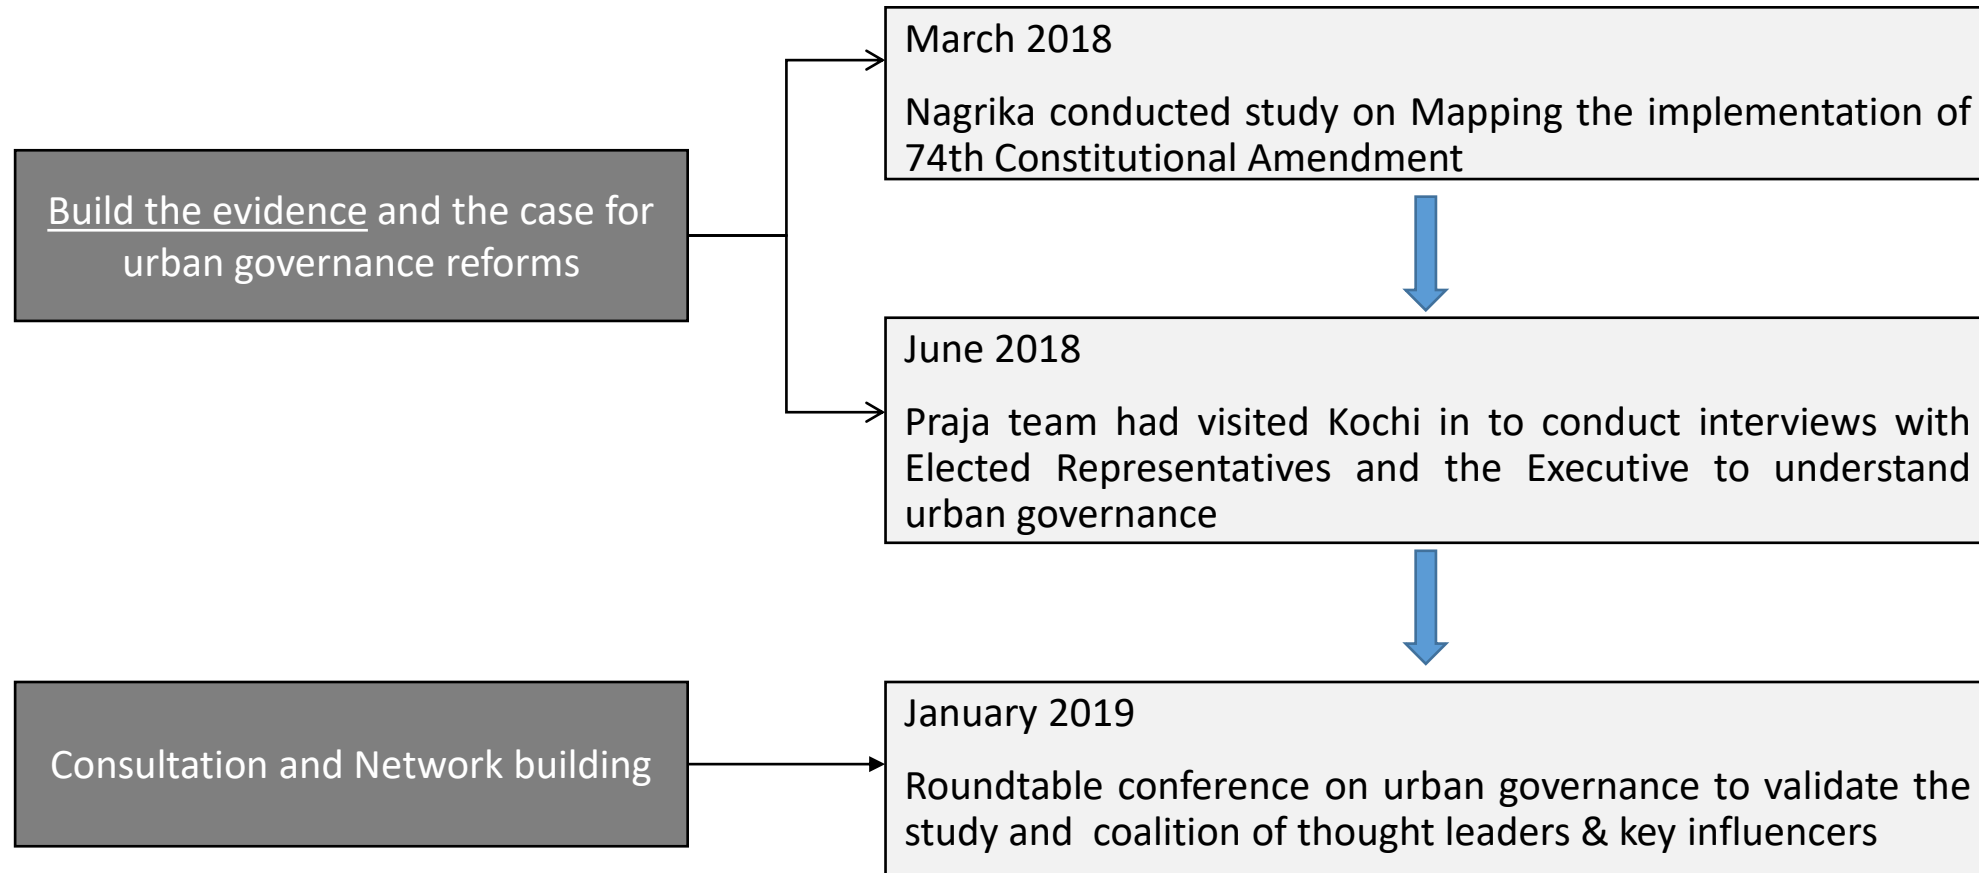 Build the evidence and the case for
urban governance reforms
March 2018
Nagrika conducted study on Mapping the implementation of
74th Constitutional Amendment
June 2018
Praja team had visited Kochi in to conduct interviews with
Elected Representatives and the Executive to understand
urban governance
Consultation and Network building
January 2019
Roundtable conference on urban governance to validate the
study and  coalition of thought leaders & key influencers